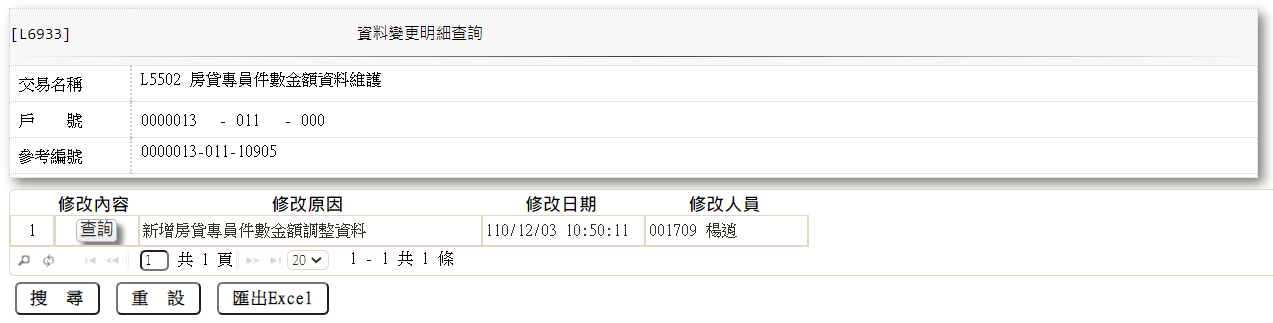 [L6933] 資料變更明細查詢
交易名稱 L5502 房貸專員件數金額資料維護
戶 號 0000013 - 011 - 000
參考編號 0000013-011-10905
修改內容 修改原因 修改日期 修改人員
1 查詢 新增房貸專員件數金額調整資料 110/12/03 10:50:11 001709 楊
1 共 1 頁 20 1 - 1 共 1 條
搜 尋 重 設 匯出Excel